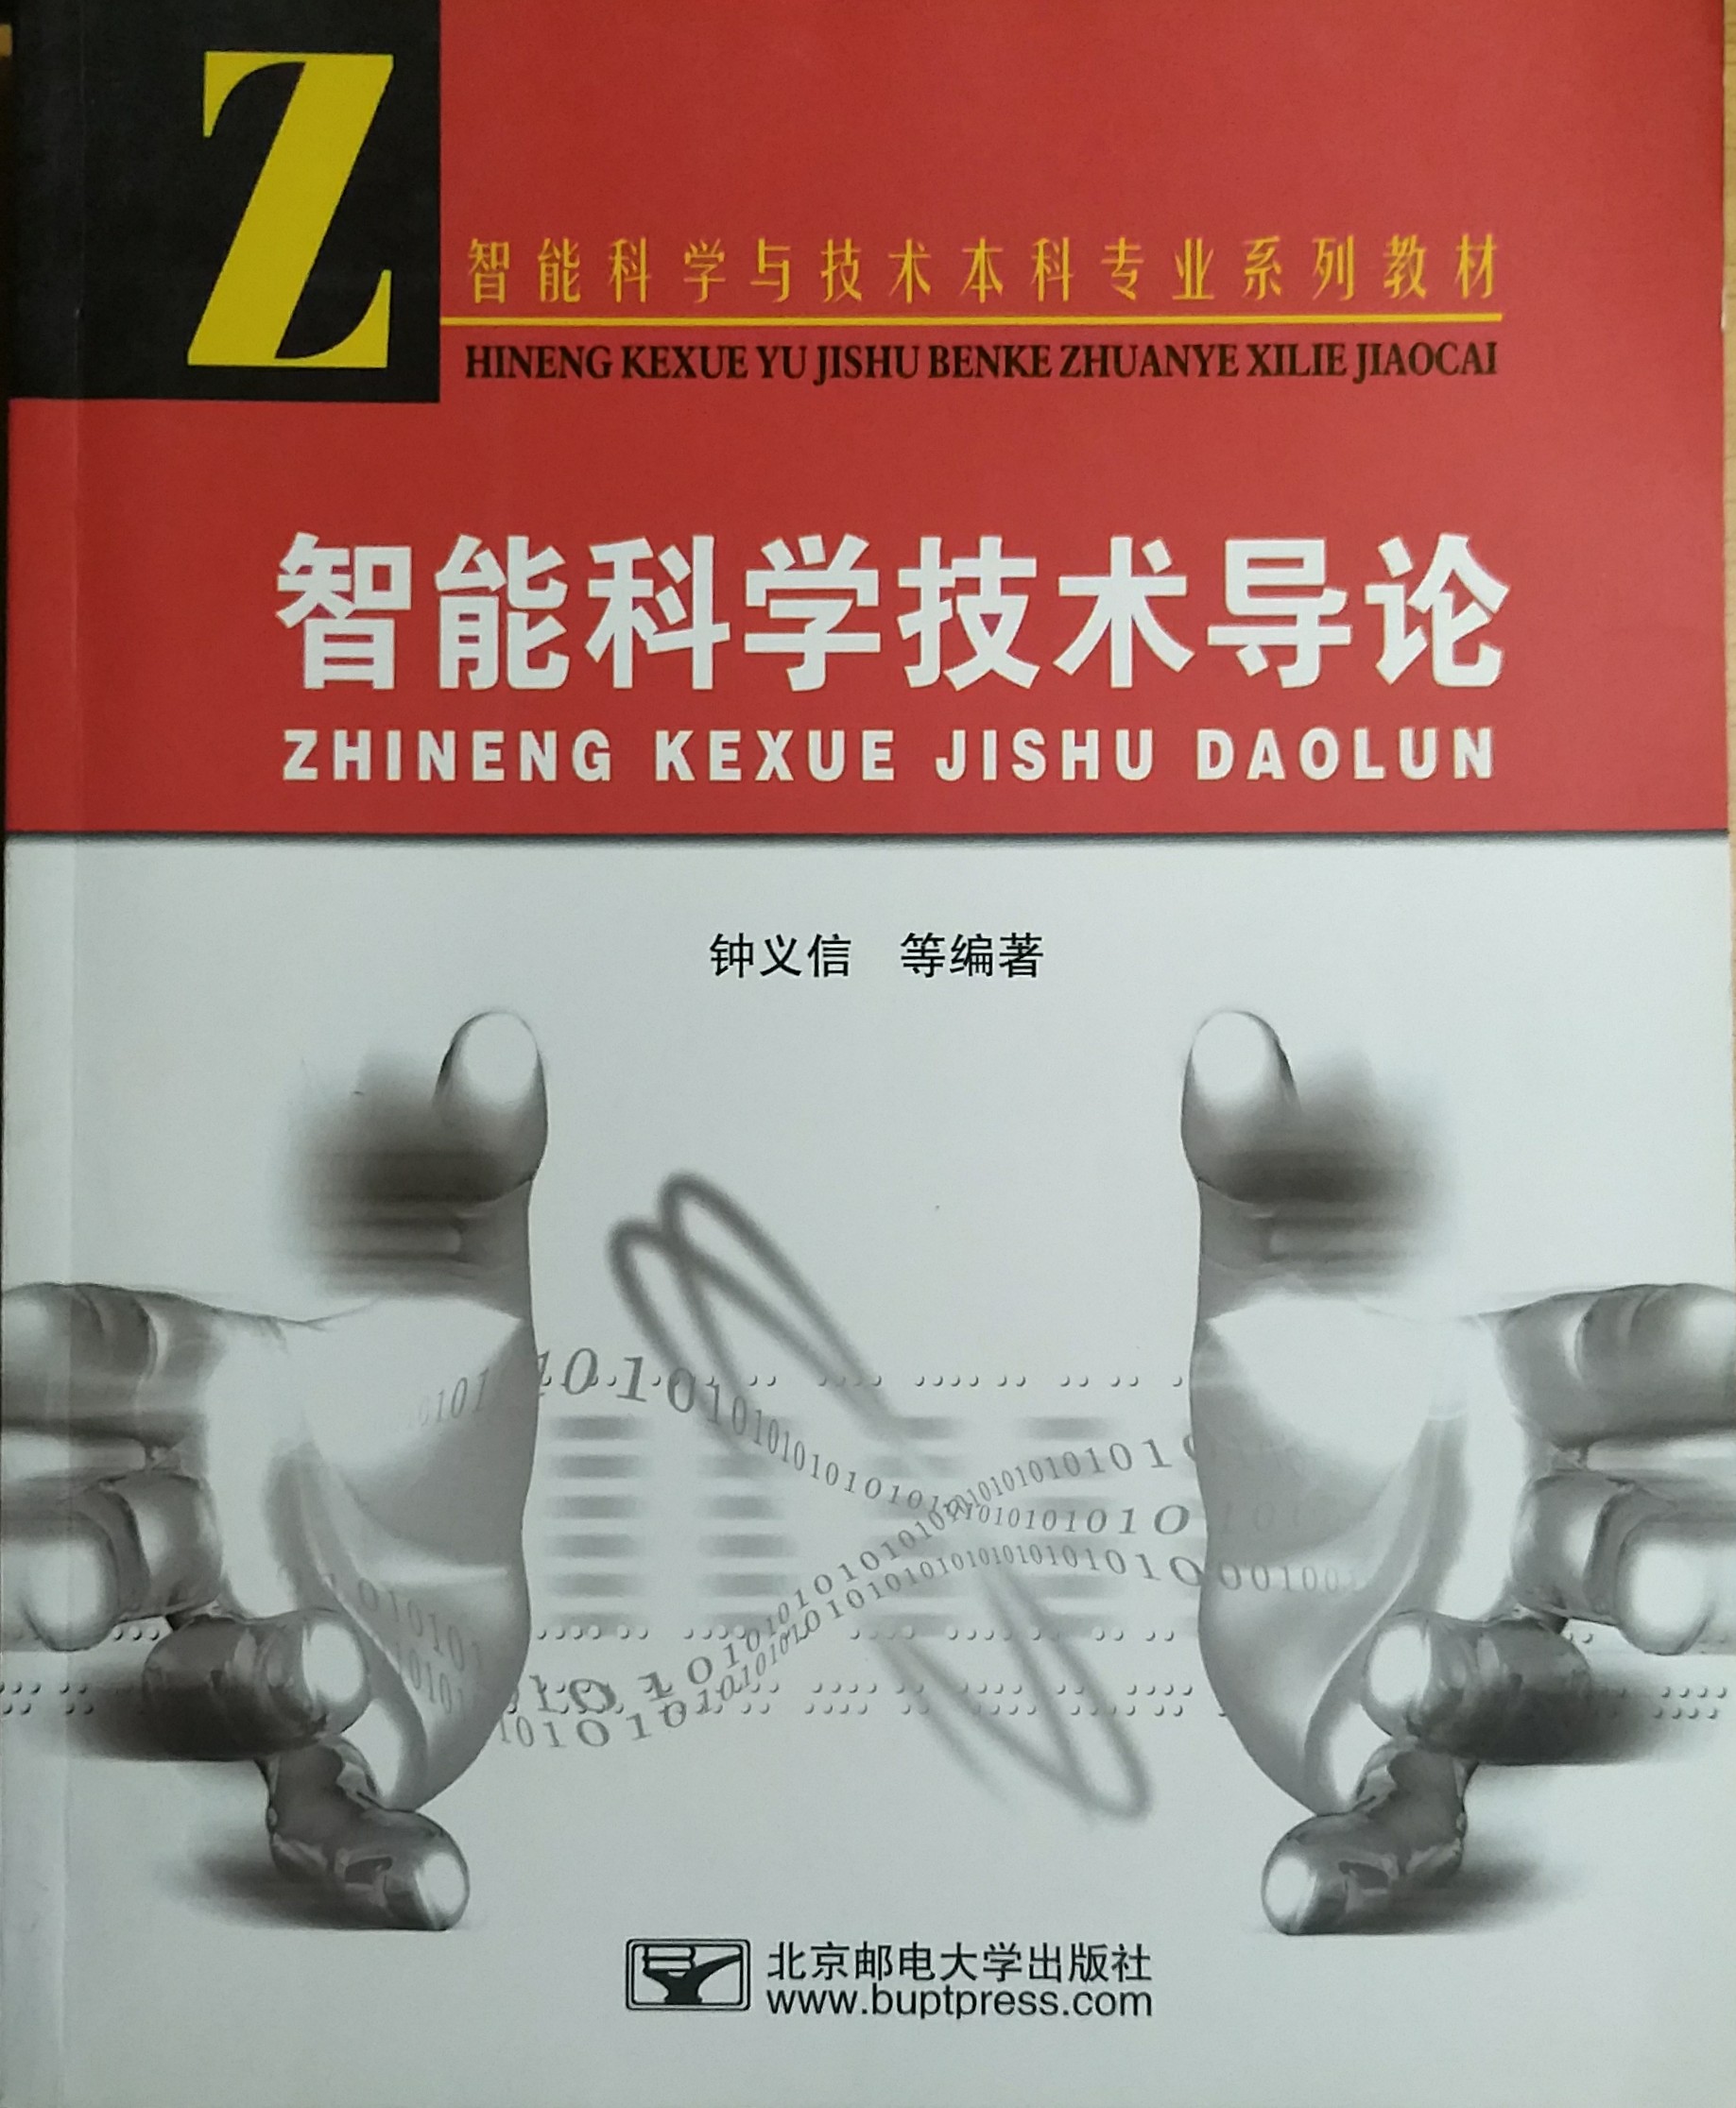 Z
智能科学与技术本科专业系列教材
HINENG KEXUE YU JISHU BENKE ZHUANYE XILIE JIAOCAI
智能科学技术导论
ZHINENG KEXUE JISHU DAOLUN
钟义信 等编著
北京邮电大学出版社
www.buptpress.com